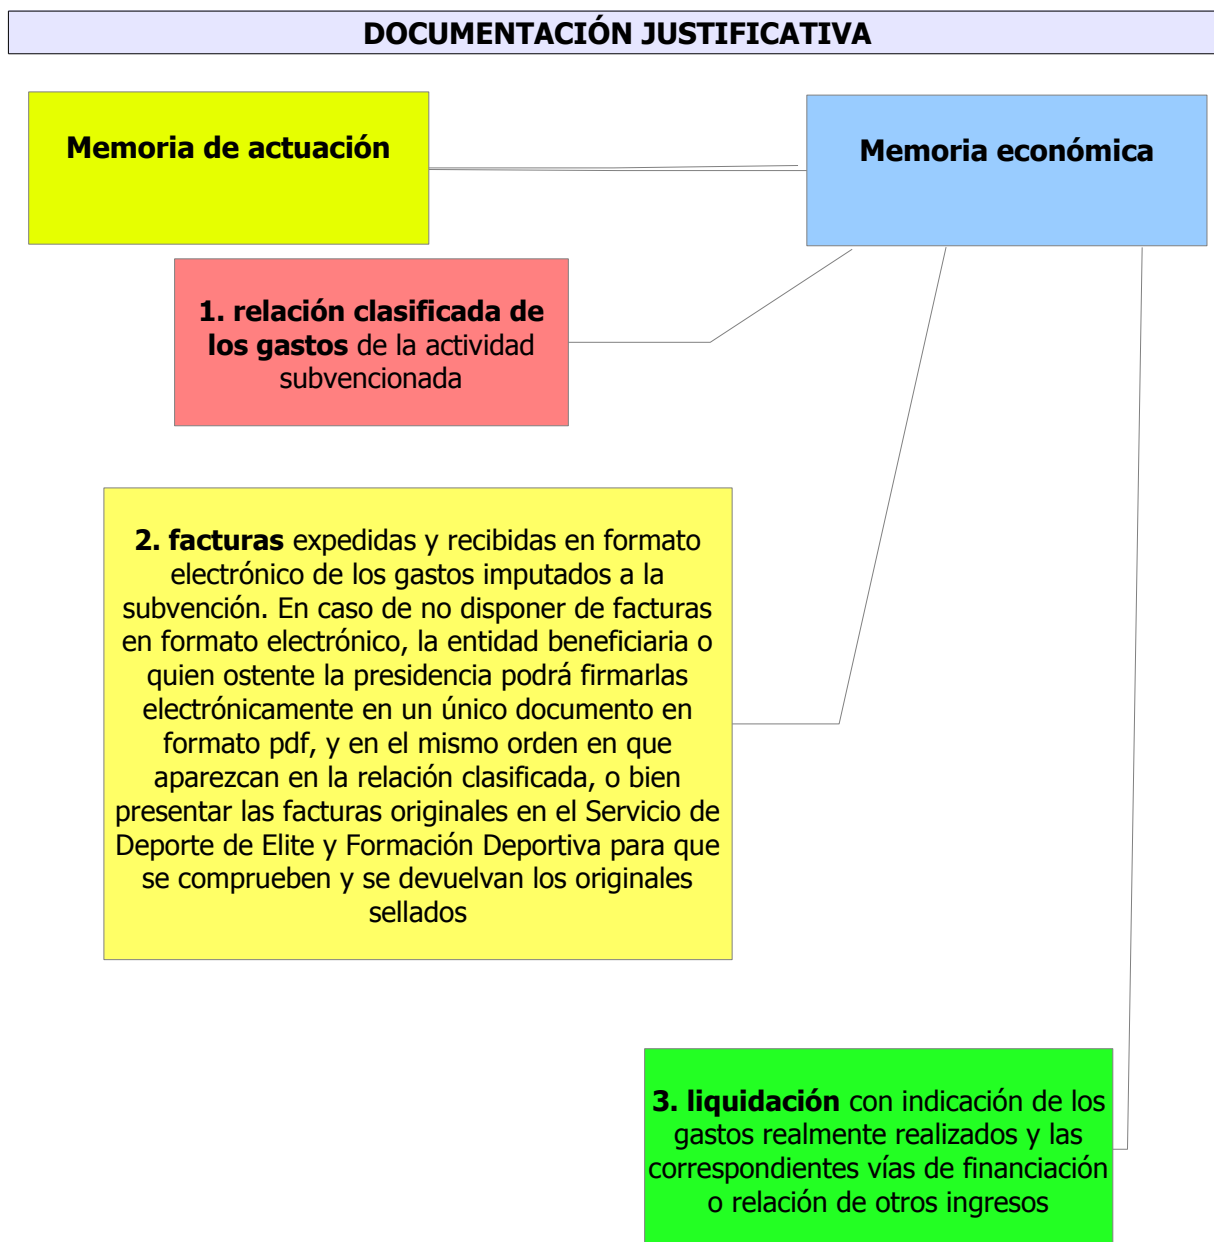 DOCUMENTACIÓN JUSTIFICATIVA
Memoria de actuación
Memoria económica
1. relación clasificada de
los gastos de la actividad
subvencionada
2. facturas expedidas y recibidas en formato
electrónico de los gastos imputados a la
subvención. En caso de no disponer de facturas
en formato electrónico, la entidad beneficiaria o
quien ostente la presidencia podrá firmarlas
electrónicamente en un único documento en
formato pdf, y en el mismo orden en que
aparezcan en la relación clasificada, o bien
presentar las facturas originales en el Servicio de
Deporte de Elite y Formación Deportiva para que
se comprueben y se devuelvan los originales
sellados
3. liquidación con indicación de los
gastos realmente realizados y las
correspondientes vías de financiación
o relación de otros ingresos